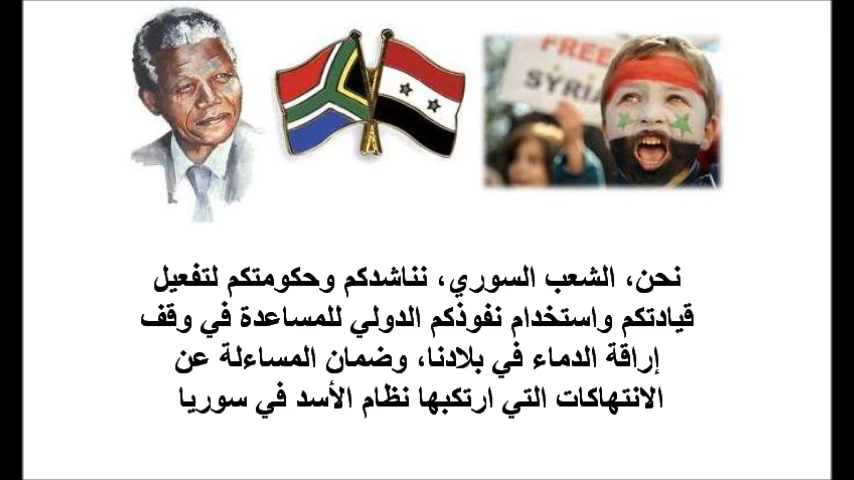 FREE
SYRIA
نحن، الشعب السوري، نناشدكم وحكومتكم لتفعيل
قيادتكم واستخدام نفوذكم الدولي للمساعدة في وقف
إراقة الدماء في بلادنا، وضمان المساءلة عن
الانتهاكات التي ارتكبها نظام الأسد في سوريا